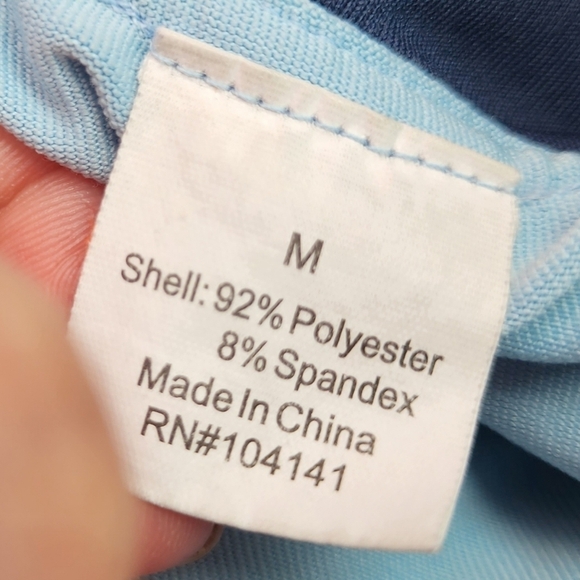 M
Shell: 92% Polyester
8% Spandex
Made In China
RN#104141